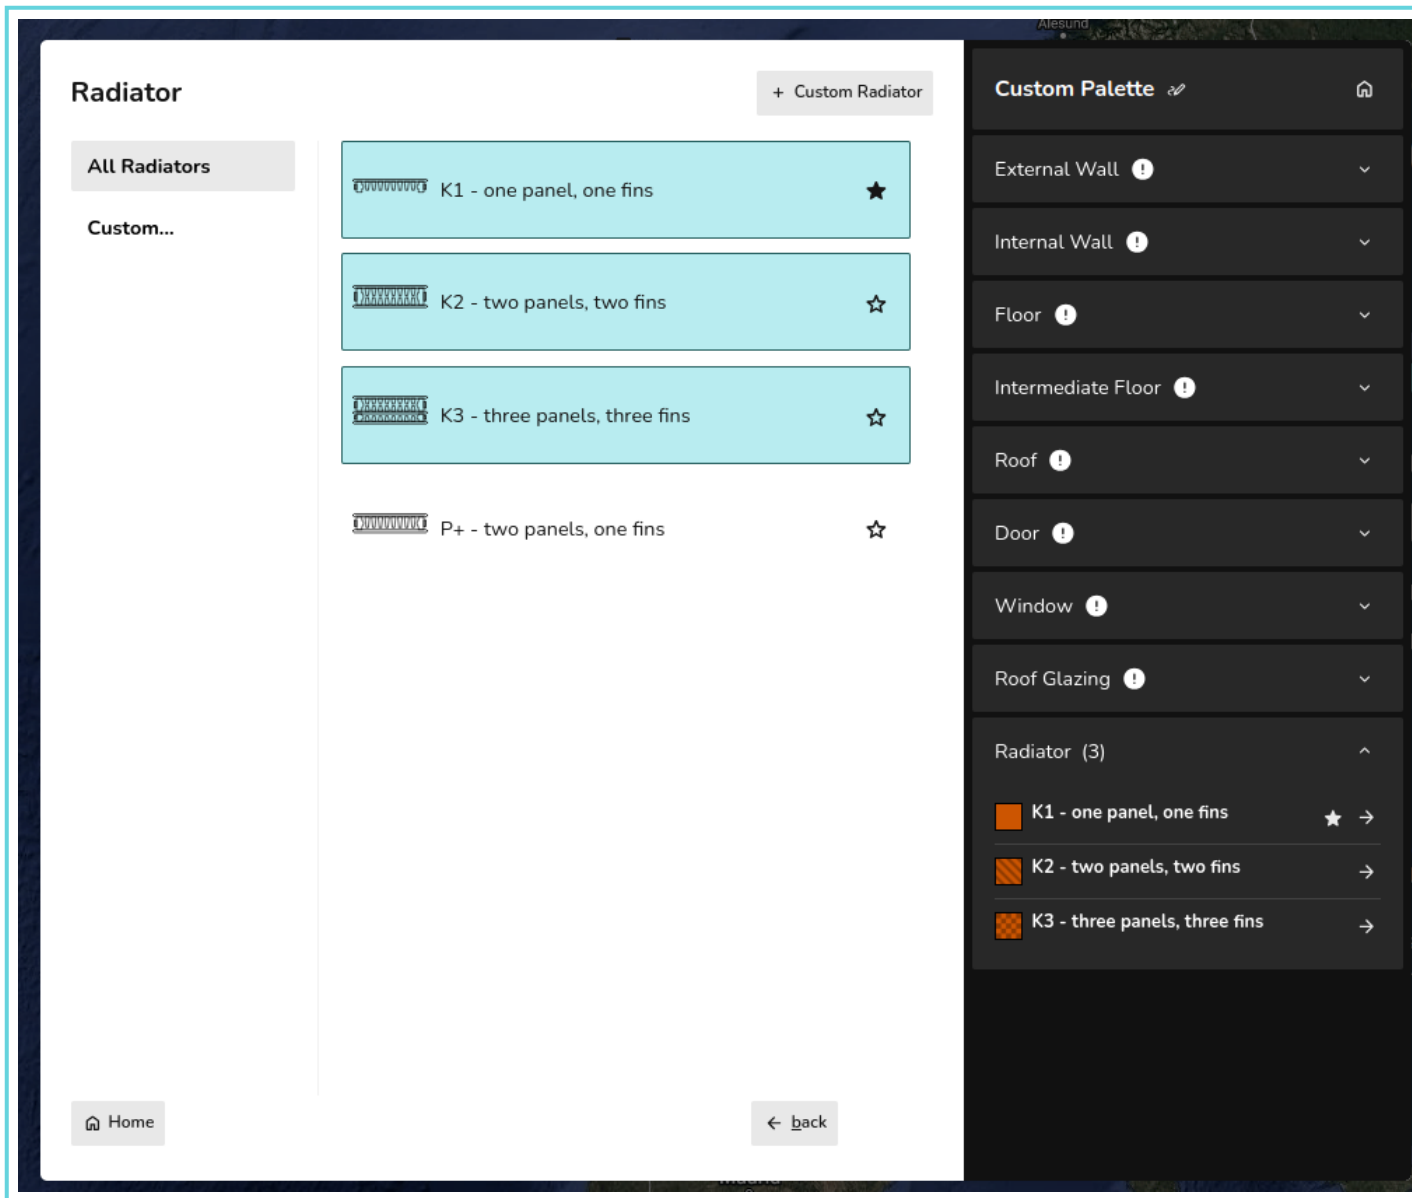 Ålesund
Radiator
+ Custom Radiator
All Radiators
Custom...
K1 - one panel, one fins
K2 - two panels, two fins
K3 - three panels, three fins
P+ - two panels, one fins
Home
← back
Custom Palette
External Wall !
Internal Wall !
Floor !
Intermediate Floor !
Roof !
Door !
Window !
Roof Glazing !
Radiator (3)
K1 - one panel, one fins
K2 - two panels, two fins
K3 - three panels, three fins